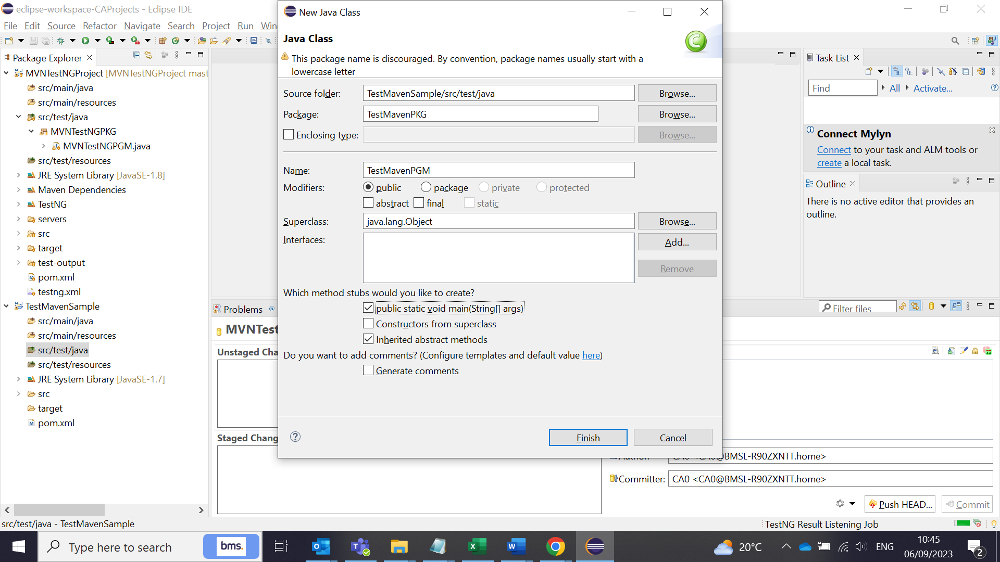 eclipse-workspace-CAProjects - Eclipse IDE
File Edit Source Refactor Navigate Search Project Run Win
Package Explorer
MVNTestNGProject [MVNTestNGProject mast
src/main/java
src/main/resources
src/test/java
MVNTestNGPKG
MVNTestNGPGM.java
src/test/resources
JRE System Library [JavaSE-1.8]
Maven Dependencies
TestNG
servers
src
target
test-output
pom.xml
testng.xml
TestMavenSample
src/main/java
src/main/resources
src/test/java
src/test/resources
JRE System Library [JavaSE-1.7]
src
target
pom.xml
New Java Class
Java Class
This package name is discouraged. By convention, package names usually start with a
lowercase letter
Source folder: TestMavenSample/src/test/java Browse...
Package: TestMavenPKG Browse...
Enclosing type: Browse...
Name: TestMavenPGM
Modifiers: public package private protected
abstract final static
Superclass: java.lang.Object Browse...
Interfaces: Add...
Remove
Which method stubs would you like to create?
public static void main(String[] args)
Constructors from superclass
Inherited abstract methods
Do you want to add comments? (Configure templates and default value here)
Generate comments
Finish Cancel
Task List
Find All Activate...
Connect Mylyn
Connect to your task and ALM tools or
create a local task.
Outline
There is no active editor that provides an
outline.
Problems @
Filter files
MVNTest
Unstaged Cha
Staged Chang
CA0 <CA0@BMSL-R90ZXNTT.home>
Committer: CA0 <CA0@BMSL-R90ZXNTT.home>
Push HEAD... Commit
src/test/java - TestMavenSample
TestNG Result Listening Job
Type here to search
bms.
20°C
ENG
10:45
06/09/2023
2